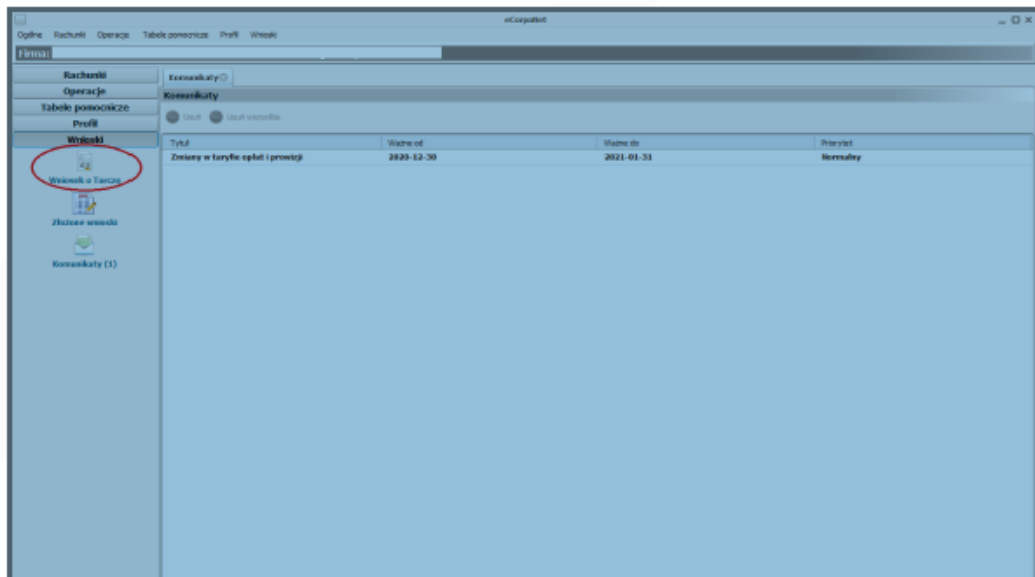 eCorpoNet
Ogólne Rachunki Operacje Tabele pomocnicze Profil Wnioski
Firma:
Rachunki
Operacje
Tabele pomocnicze
Profil
Wnioski
Wniosek o Tarczę
Złożone wnioski
Komunikaty (1)
Komunikaty
Komunikaty
Usuń Usuń wszystkie
Tytuł Ważne od Ważne do Priorytet
Zmiany w taryfie opłat i prowizji 2020-12-30 2021-01-31 Normalny